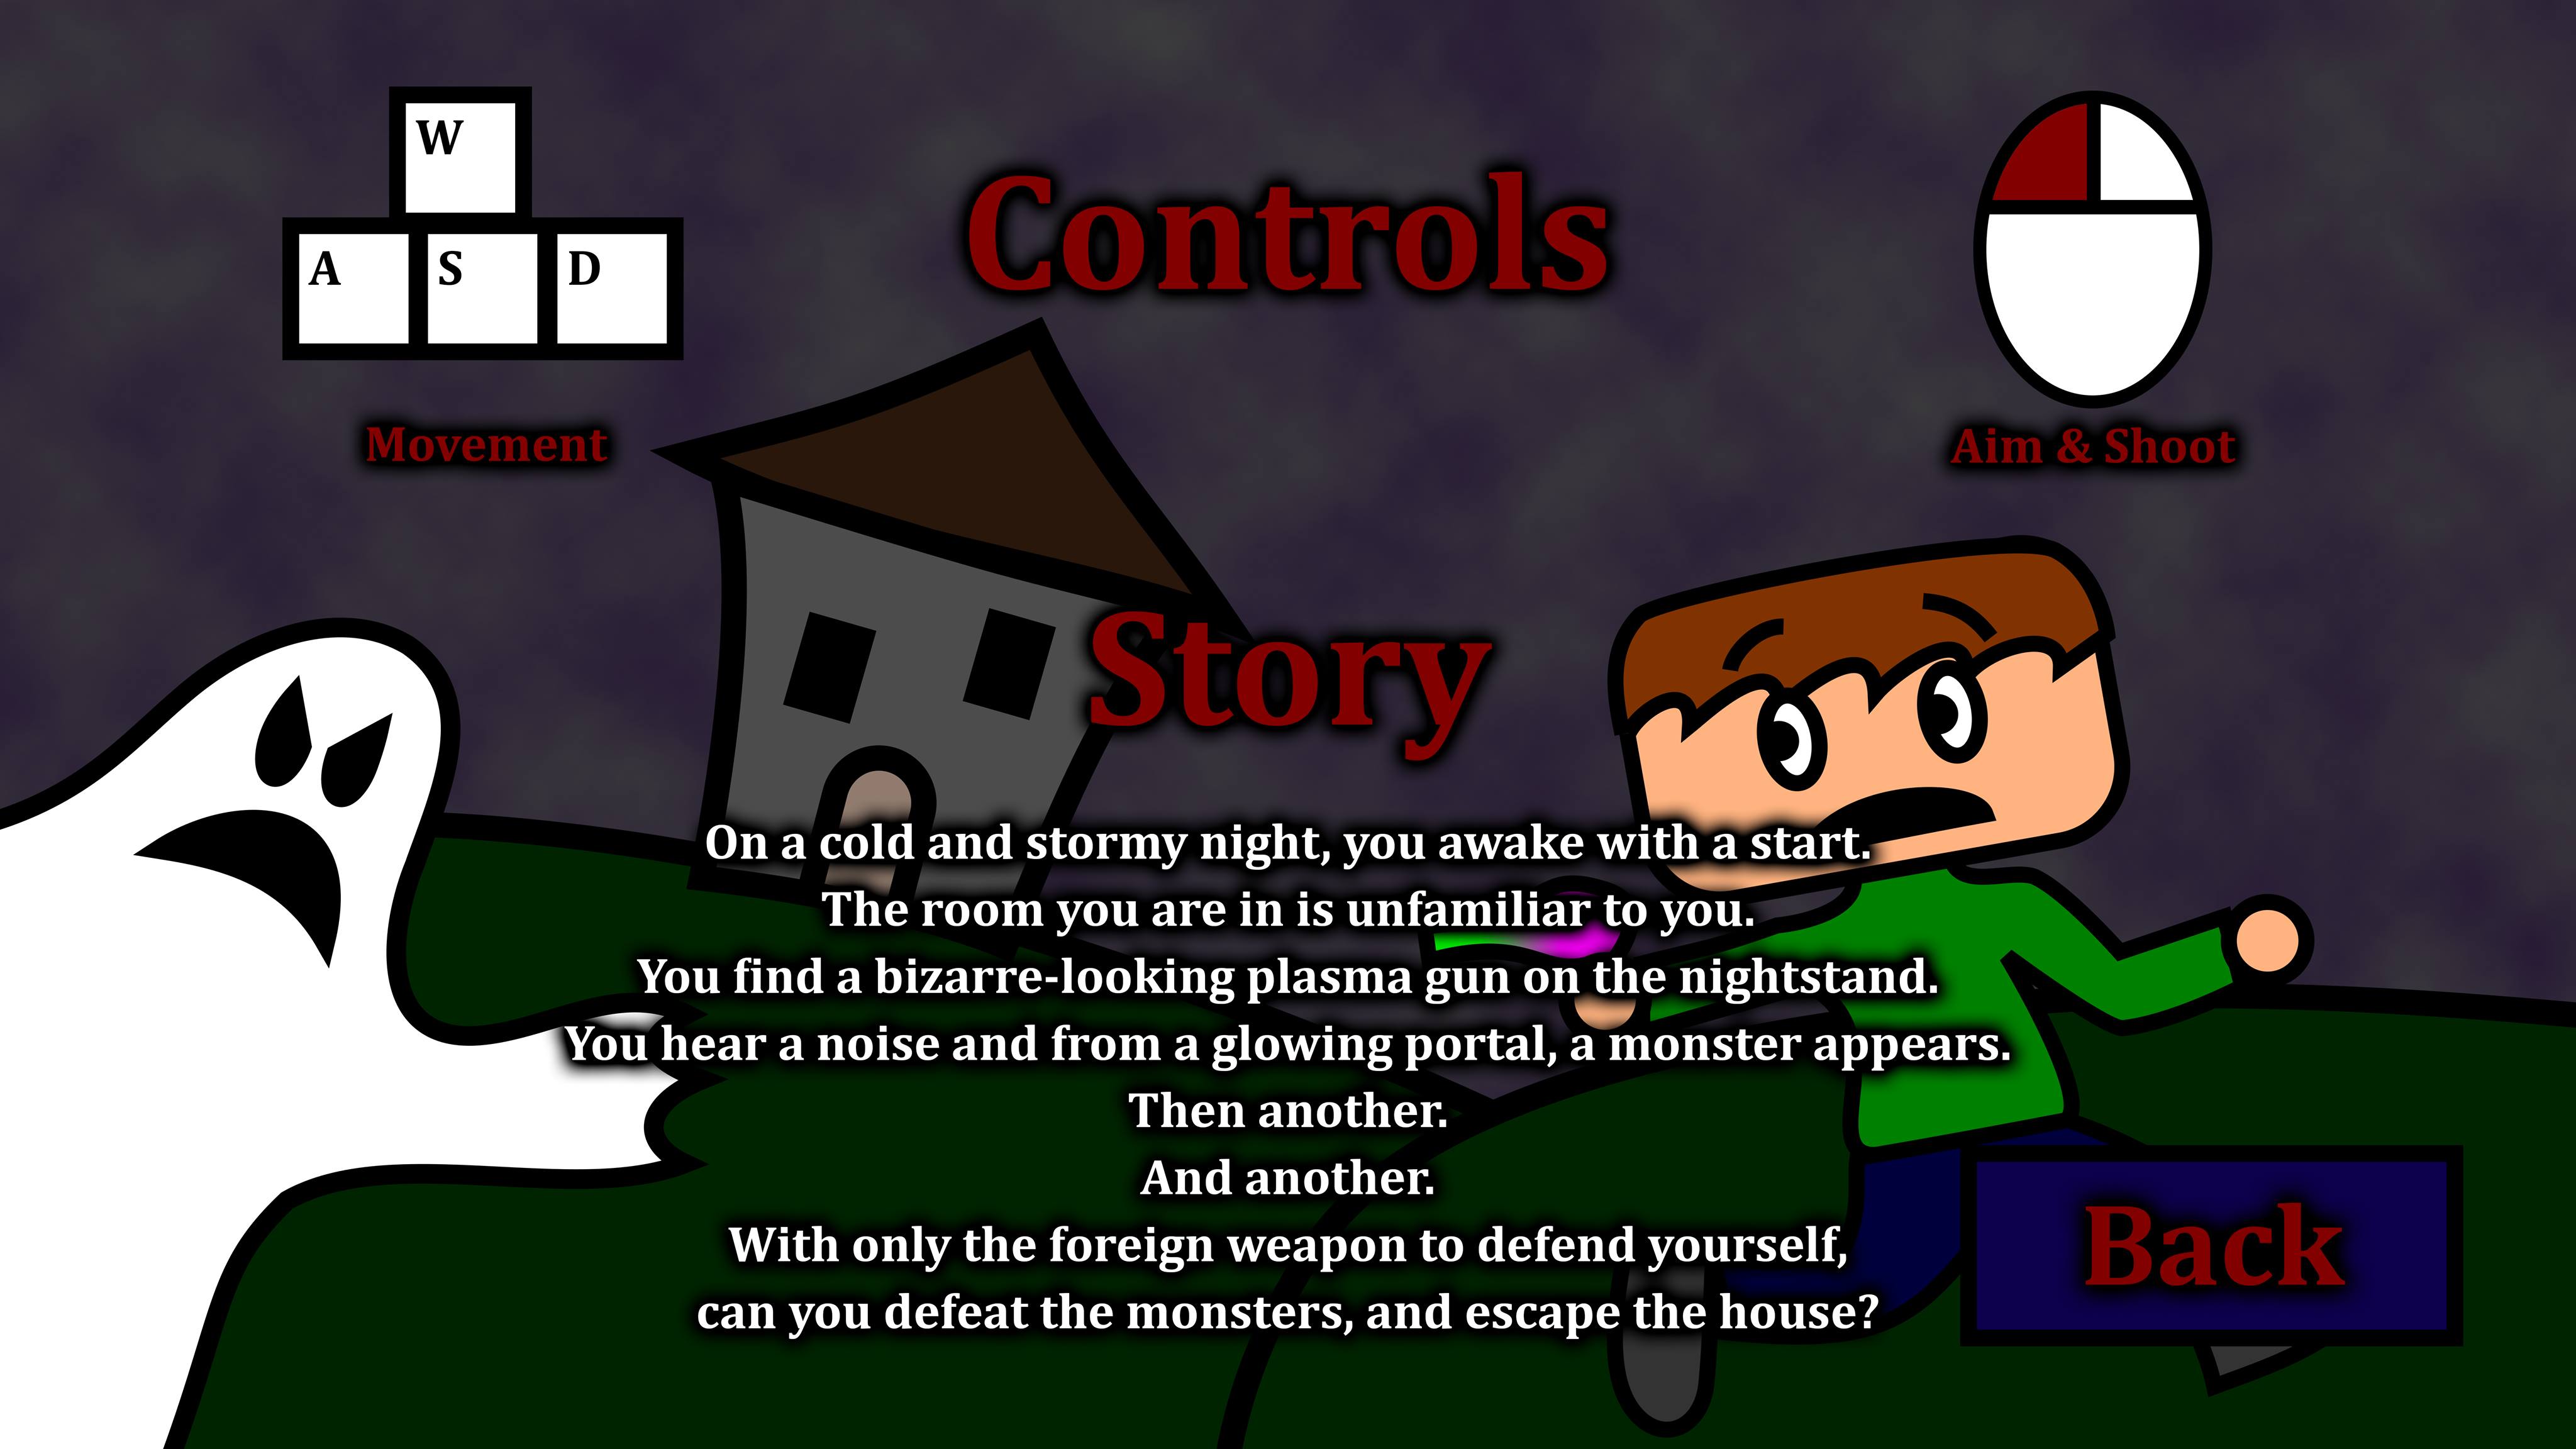 W
A S D
Movement
Controls
Aim & Shoot
Story
On a cold and stormy night, you awake with a start.
The room you are in is unfamiliar to you.
You find a bizarre-looking plasma gun on the nightstand.
You hear a noise and from a glowing portal, a monster appears.
Then another.
And another.
With only the foreign weapon to defend yourself,
can you defeat the monsters, and escape the house?
Back